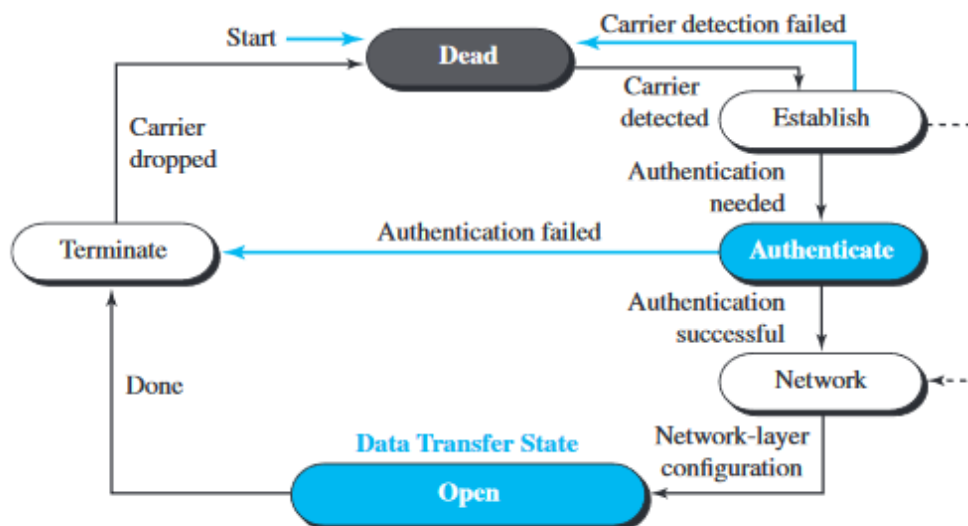 Start
Dead
Carrier detection failed
Carrier
detected
Establish
Carrier
dropped
Authentication
needed
Terminate
Authentication failed
Authenticate
Authentication
successful
Network
Done
Data Transfer State
Open
Network-layer
configuration